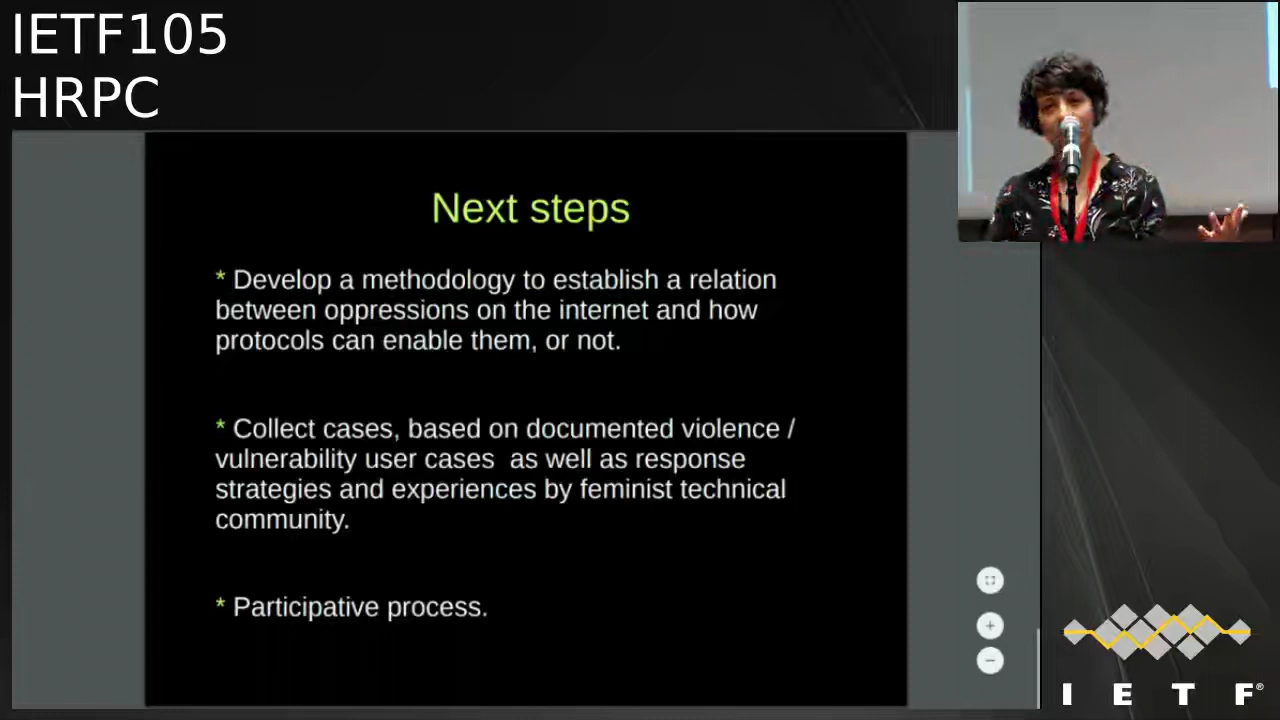 IETF105
HRPC
Next steps
* Develop a methodology to establish a relation
between oppressions on the internet and how
protocols can enable them, or not.
* Collect cases, based on documented violence /
vulnerability user cases  as well as response
strategies and experiences by feminist technical
community.
* Participative process.
I E T F®